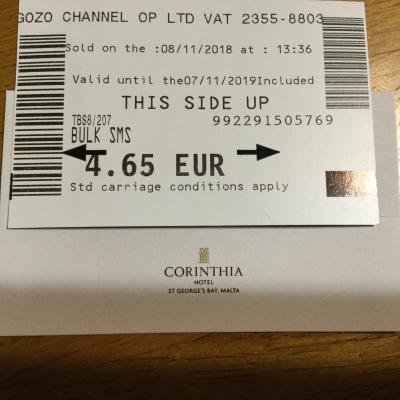 GOZO CHANNEL OP LTD VAT 2355-8803
Sold on the :08/11/2018 at : 13:36
Valid until the07/11/2019Included
THIS SIDE UP
TBS8/207
992291505769
BULK SMS
4.65 EUR
Std carriage conditions apply
CORINTHIA
HOTEL
ST GEORGE'S BAY, MALTA